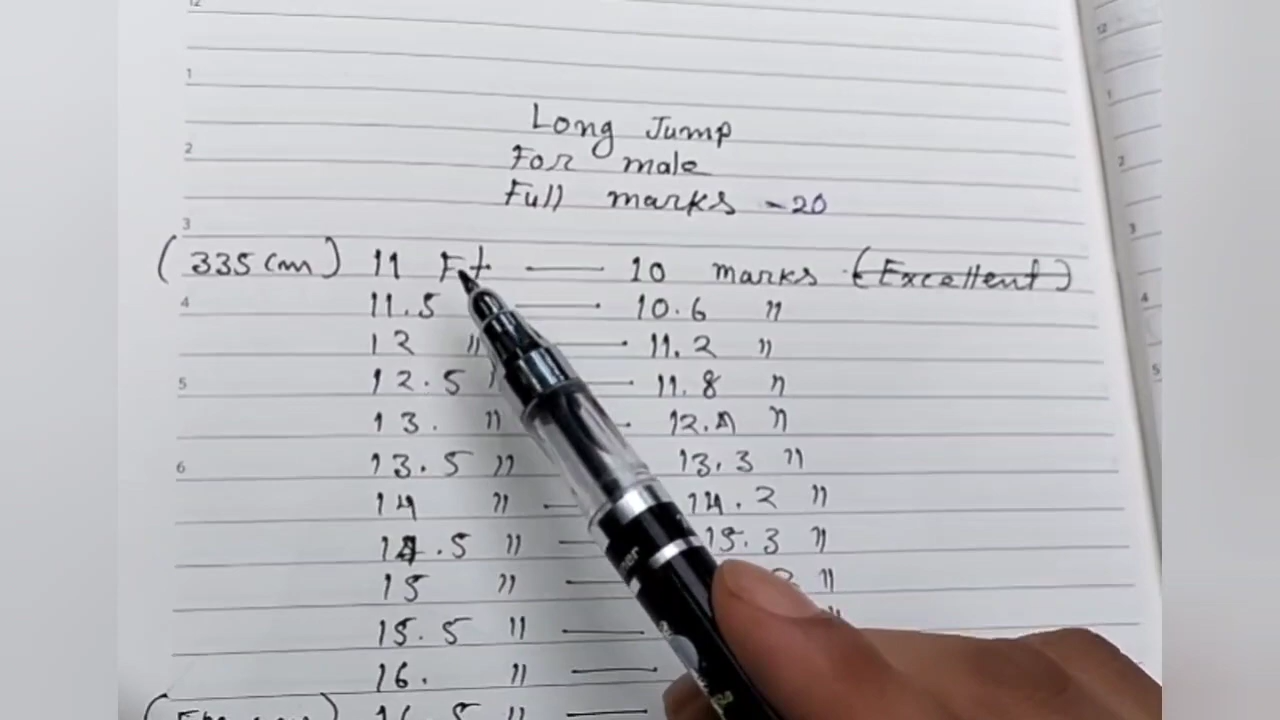 Long Jump
For male
Full marks - 20
(335 cm) 11 Ft — 10 marks (Excellent)
11.5 — 10.6 "
12 " — 11.2 "
12.5 " — 11.8 "
13. " — 12.4 "
13.5 " 13.3 "
14 " — 14.2 "
14.5 " — 15.3 "
15 " — "
15.5 " — "
16. " —
16.5 " —